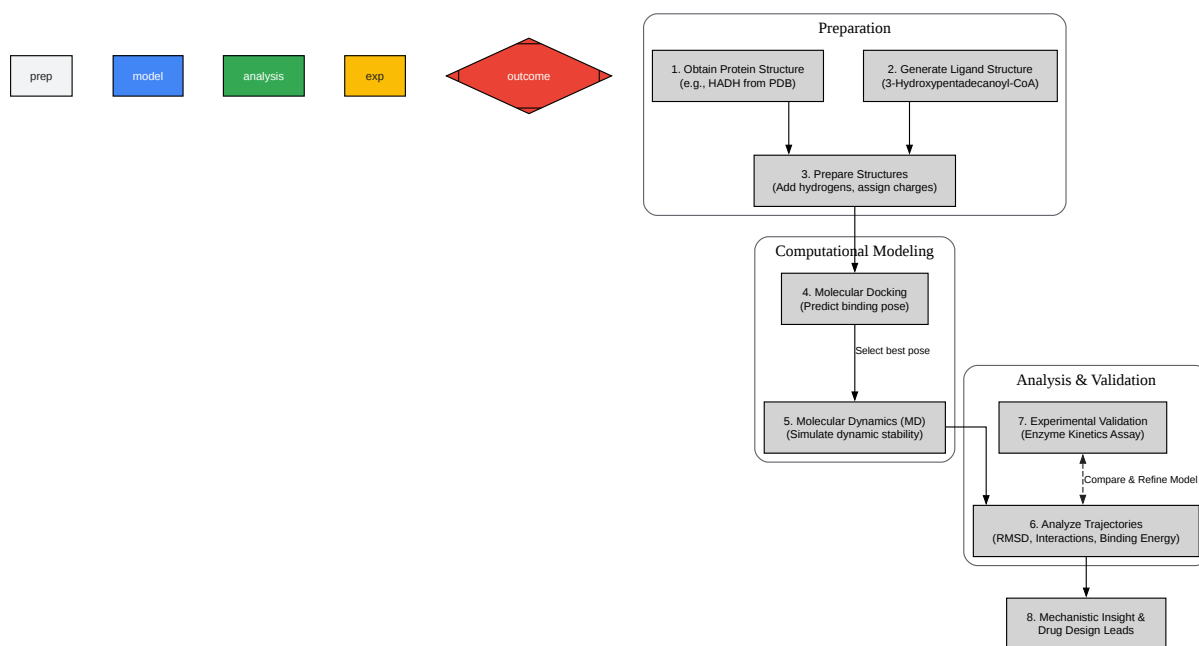 prep
model
analysis
exp
outcome
Preparation
1. Obtain Protein Structure
(e.g., HADH from PDB)
2. Generate Ligand Structure
(3-Hydroxypentadecanoyl-CoA)
3. Prepare Structures
(Add hydrogens, assign charges)
Computational Modeling
4. Molecular Docking
(Predict binding pose)
Select best pose
5. Molecular Dynamics (MD)
(Simulate dynamic stability)
Analysis & Validation
7. Experimental Validation
(Enzyme Kinetics Assay)
Compare & Refine Model
6. Analyze Trajectories
(RMSD, Interactions, Binding Energy)
8. Mechanistic Insight &
Drug Design Leads